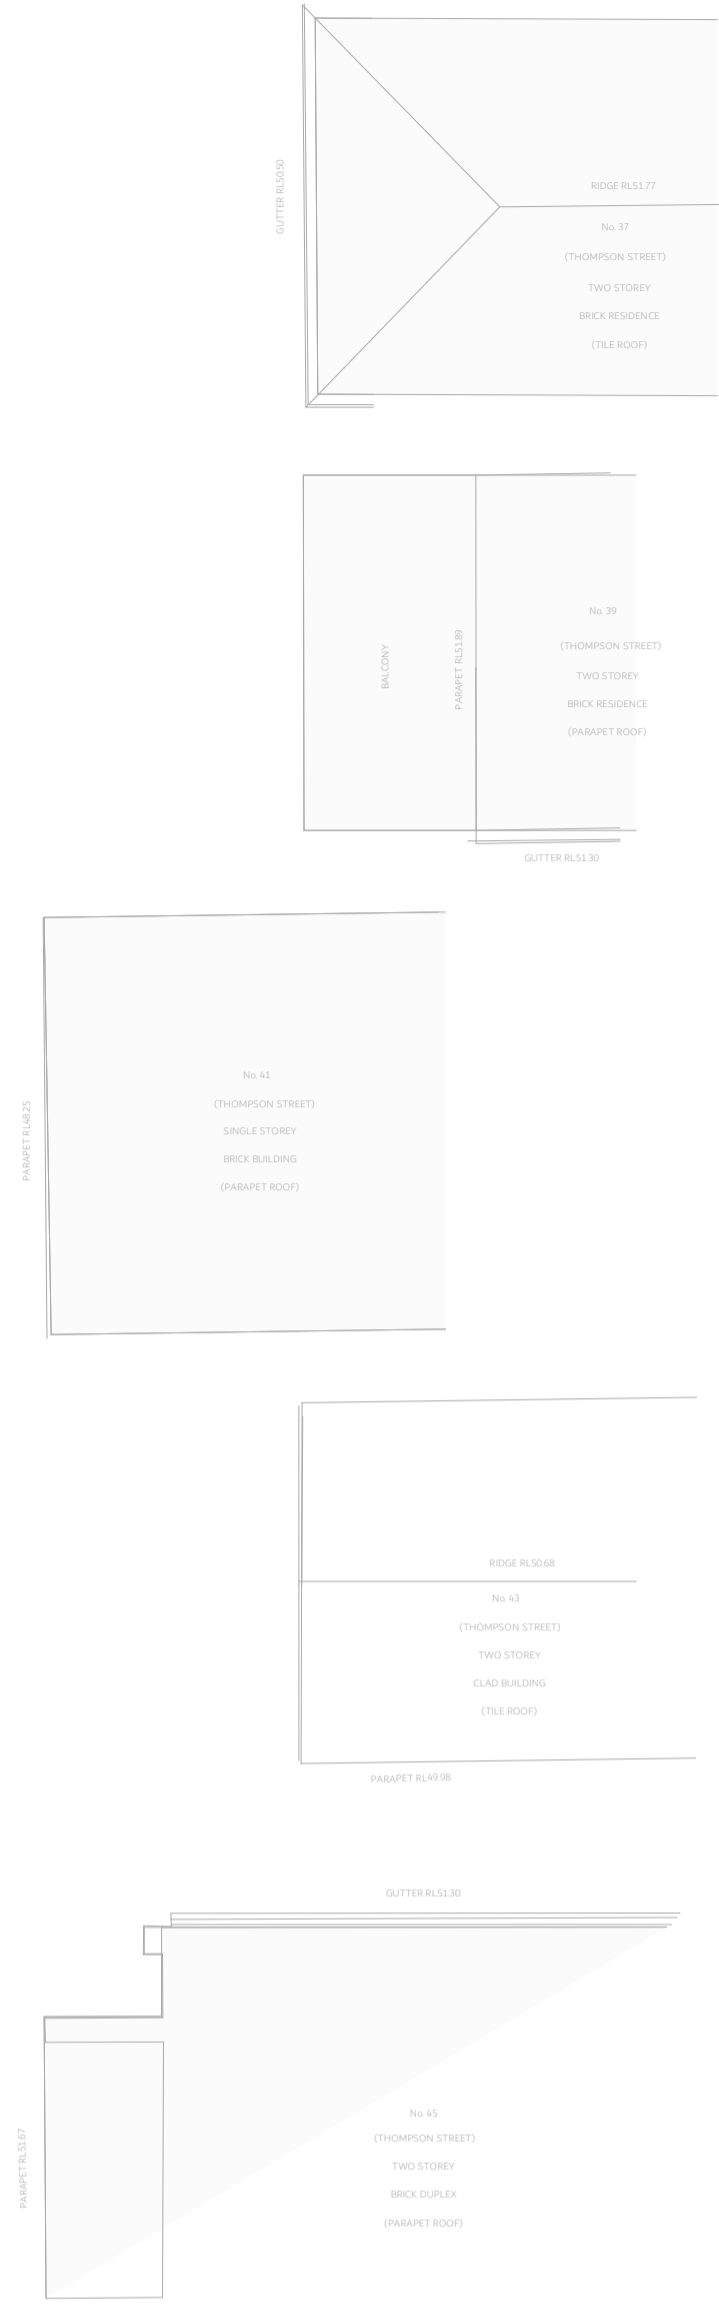 GUTTER RL50.50
RIDGE RL51.77
No. 37
(THOMPSON STREET)
TWO STOREY
BRICK RESIDENCE
(TILE ROOF)
BALCONY
PARAPET RL51.89
No. 39
(THOMPSON STREET)
TWO STOREY
BRICK RESIDENCE
(PARAPET ROOF)
GUTTER RL51.30
PARAPET RL48.25
No. 41
(THOMPSON STREET)
SINGLE STOREY
BRICK BUILDING
(PARAPET ROOF)
RIDGE RL50.68
No. 43
(THOMPSON STREET)
TWO STOREY
CLAD BUILDING
(TILE ROOF)
PARAPET RL49.98
GUTTER RL51.30
PARAPET RL51.67
No. 45
(THOMPSON STREET)
TWO STOREY
BRICK DUPLEX
(PARAPET ROOF)